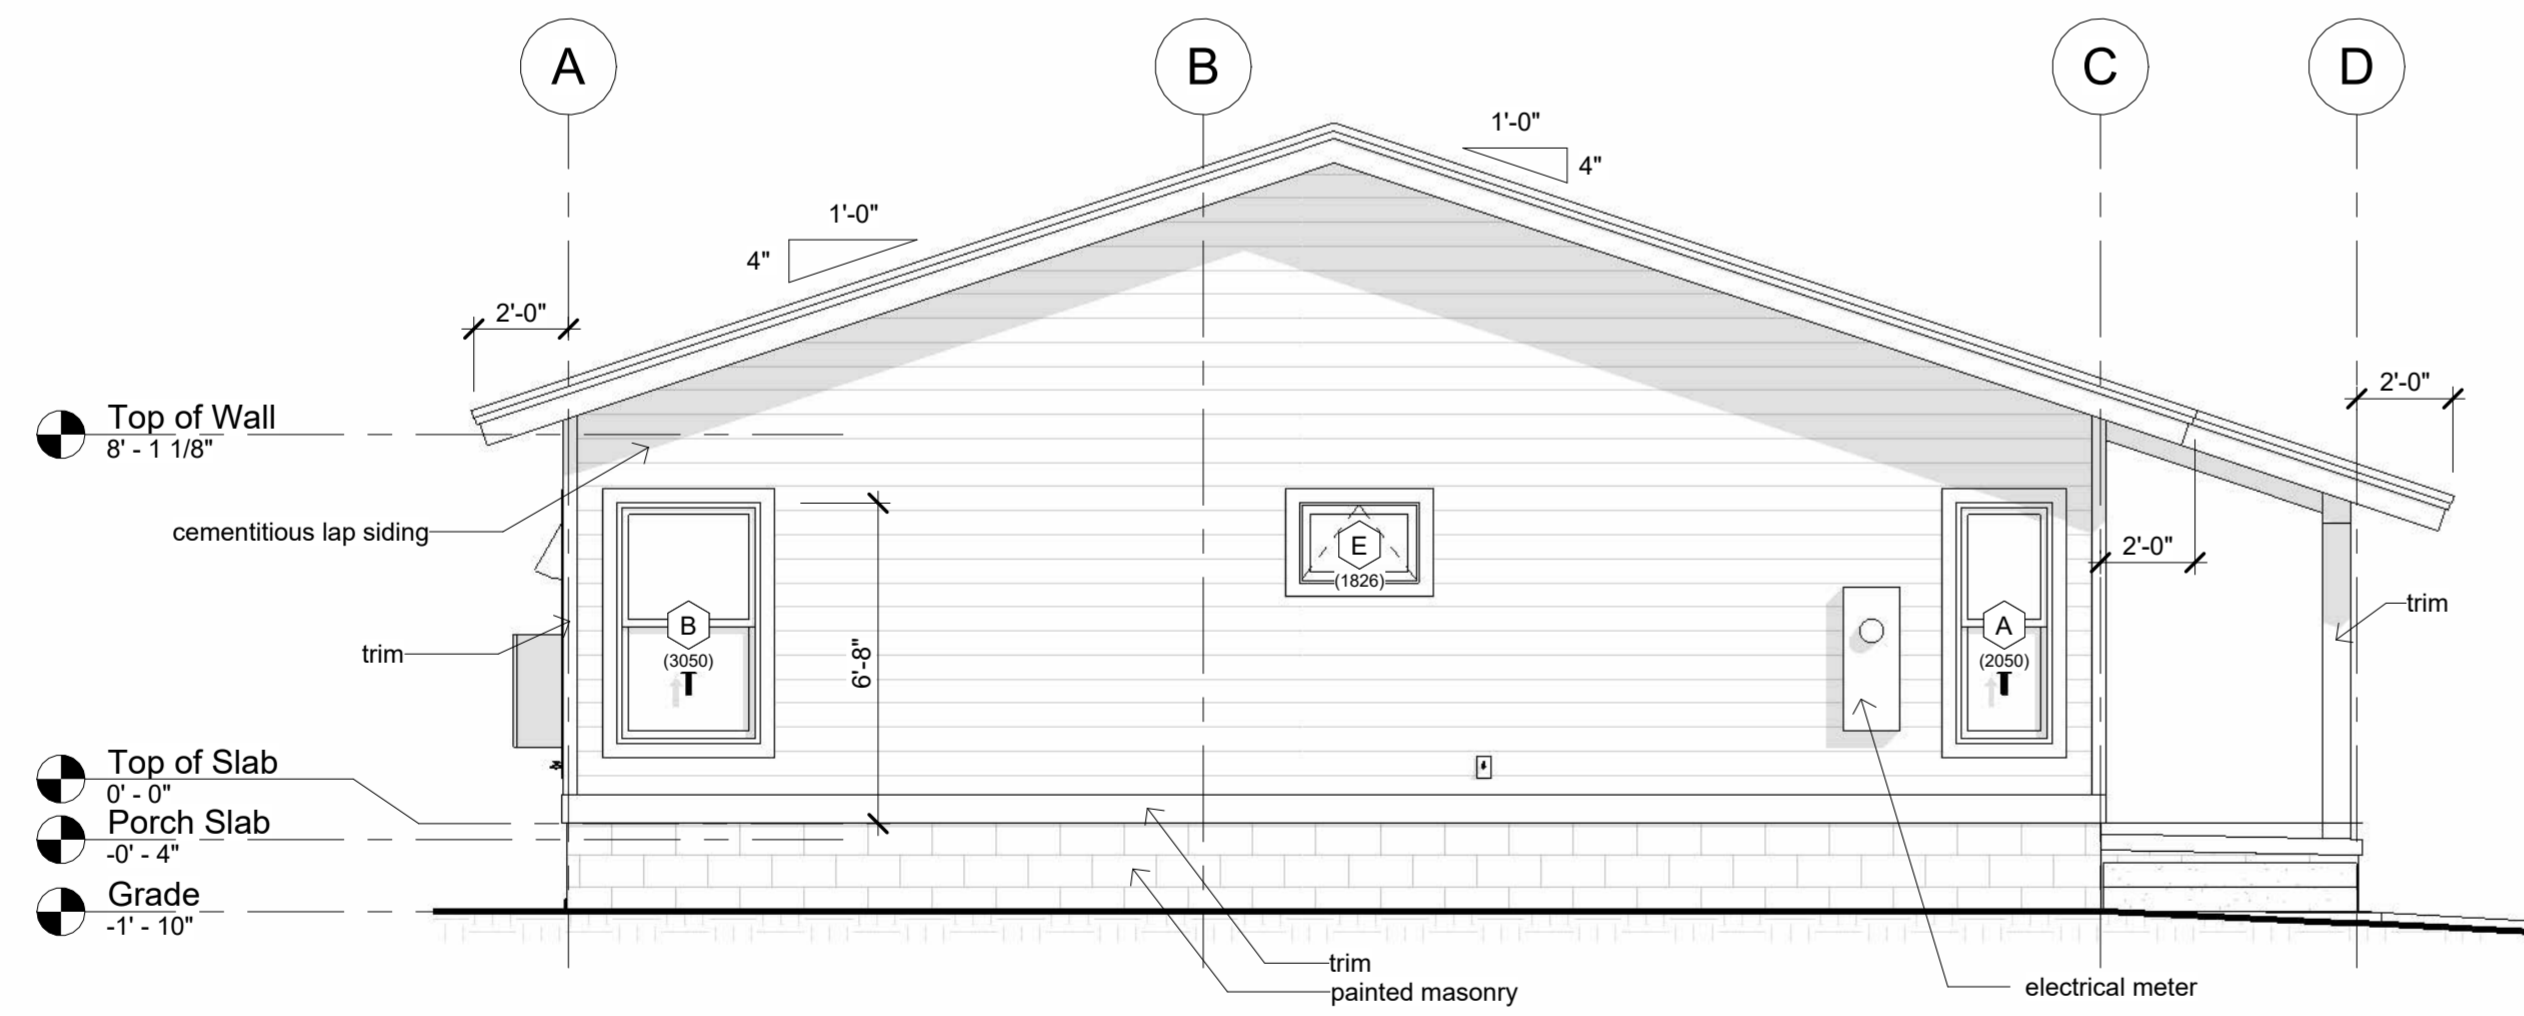 A
B
C
D
1'-0"
4"
1'-0"
4"
2'-0"
2'-0"
Top of Wall
8' - 1 1/8"
cementitious lap siding
E
(1826)
2'-0"
trim
B
(3050)
T
6'-8"
A
(2050)
T
trim
Top of Slab
0' - 0"
Porch Slab
-0' - 4"
Grade
-1' - 10"
trim
painted masonry
electrical meter